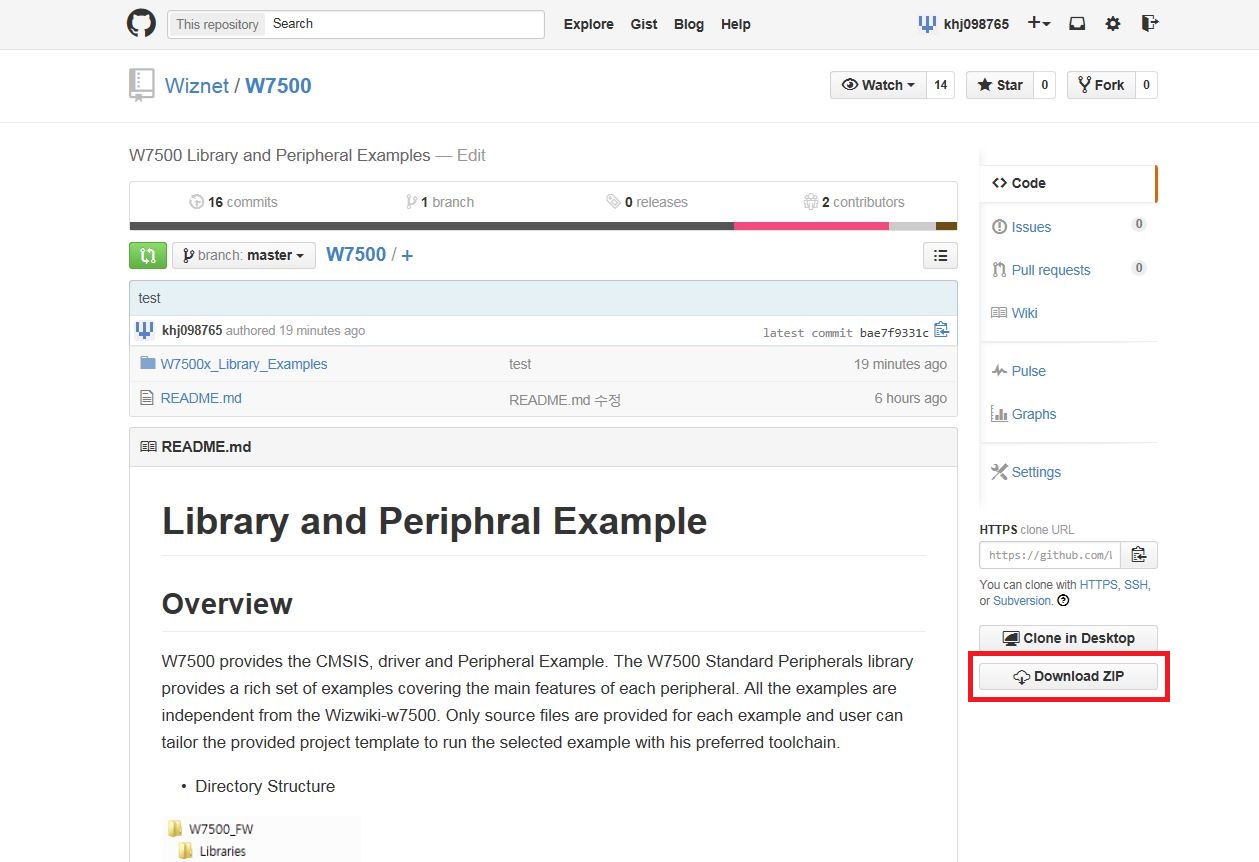 This repository Search Explore Gist Blog Help khj098765
Wiznet / W7500 Watch 14 Star 0 Fork 0
W7500 Library and Peripheral Examples — Edit
16 commits 1 branch 0 releases 2 contributors
branch: master W7500 / +
test
khj098765 authored 19 minutes ago latest commit bae7f9331c
W7500x_Library_Examples test 19 minutes ago
README.md README.md 수정 6 hours ago
README.md
Library and Periphral Example
Overview
W7500 provides the CMSIS, driver and Peripheral Example. The W7500 Standard Peripherals library
provides a rich set of examples covering the main features of each peripheral. All the examples are
independent from the Wizwiki-w7500. Only source files are provided for each example and user can
tailor the provided project template to run the selected example with his preferred toolchain.
• Directory Structure
W7500_FW
Libraries
Code
Issues 0
Pull requests 0
Wiki
Pulse
Graphs
Settings
HTTPS clone URL
https://github.com/
You can clone with HTTPS, SSH,
or Subversion.
Clone in Desktop
Download ZIP